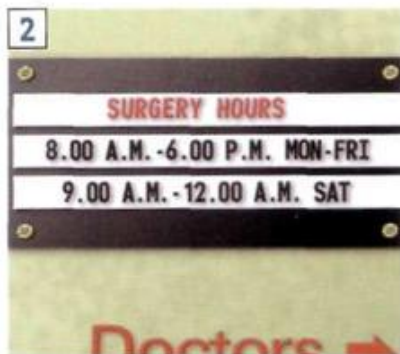 2
SURGERY HOURS
8.00 A.M.-6.00 P.M. MON-FRI
9.00 A.M.-12.00 A.M. SAT
Doctors